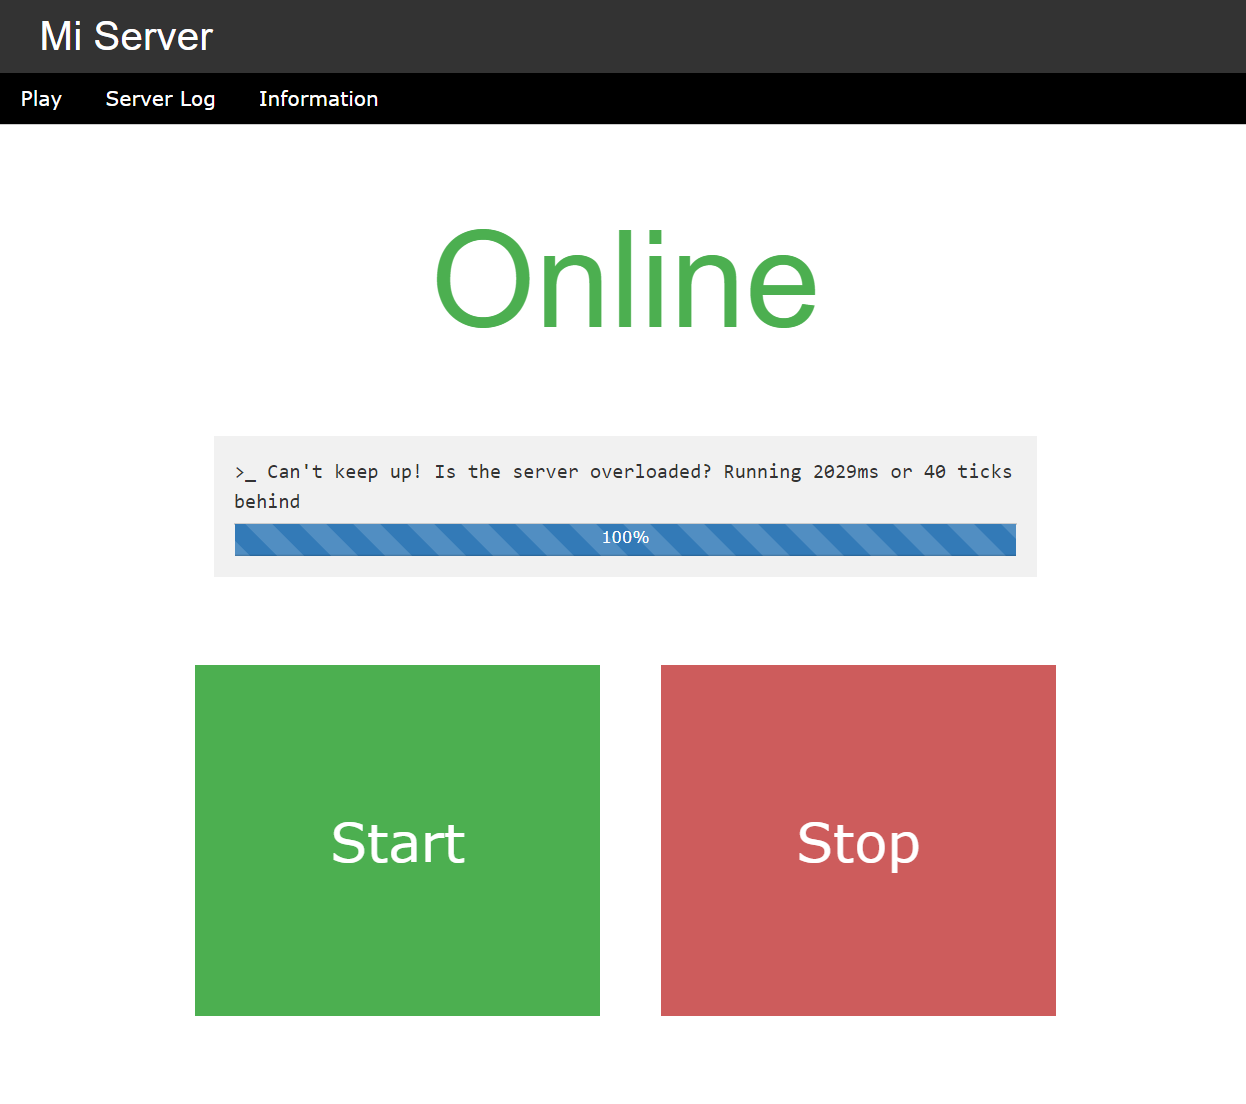 Mi Server
Play Server Log Information
Online
>_ Can't keep up! Is the server overloaded? Running 2029ms or 40 ticks
behind
100%
Start Stop